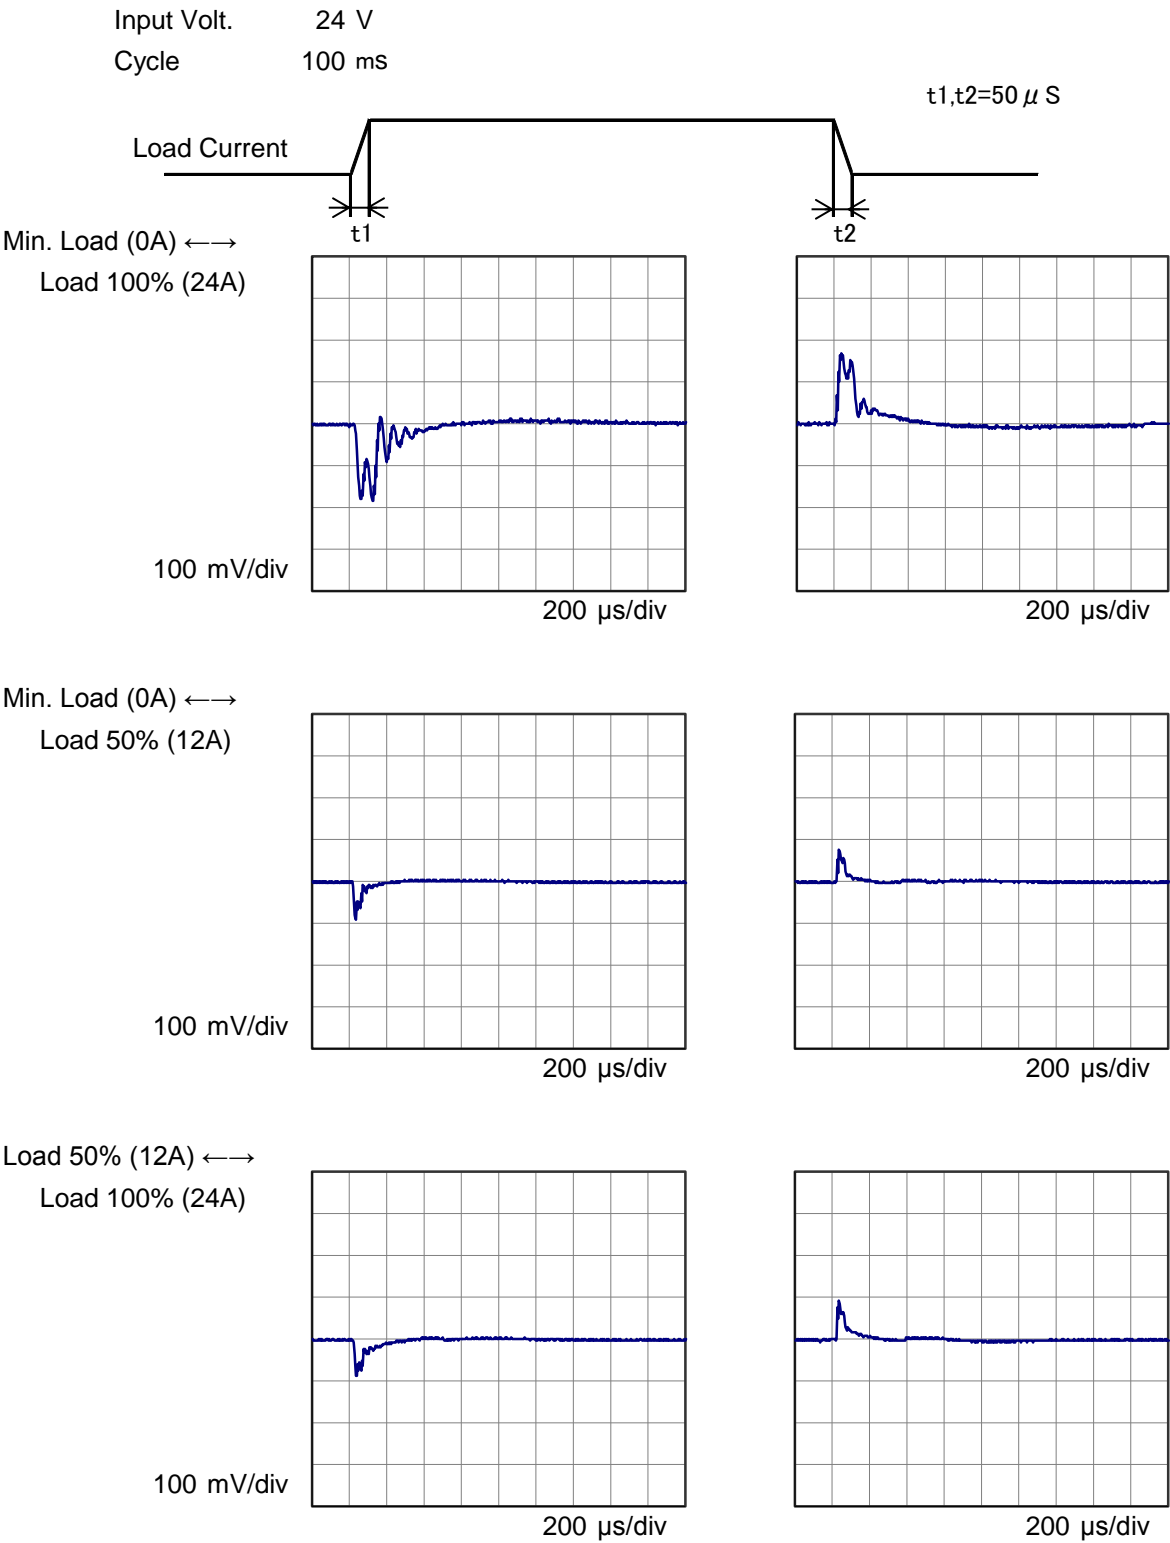 Input Volt. 24 V
Cycle 100 ms
t1,t2=50μS
Load Current
t1 t2
Min. Load (0A) ←→
Load 100% (24A)
100 mV/div
200 μs/div 200 μs/div
Min. Load (0A) ←→
Load 50% (12A)
100 mV/div
200 μs/div 200 μs/div
Load 50% (12A) ←→
Load 100% (24A)
100 mV/div
200 μs/div 200 μs/div